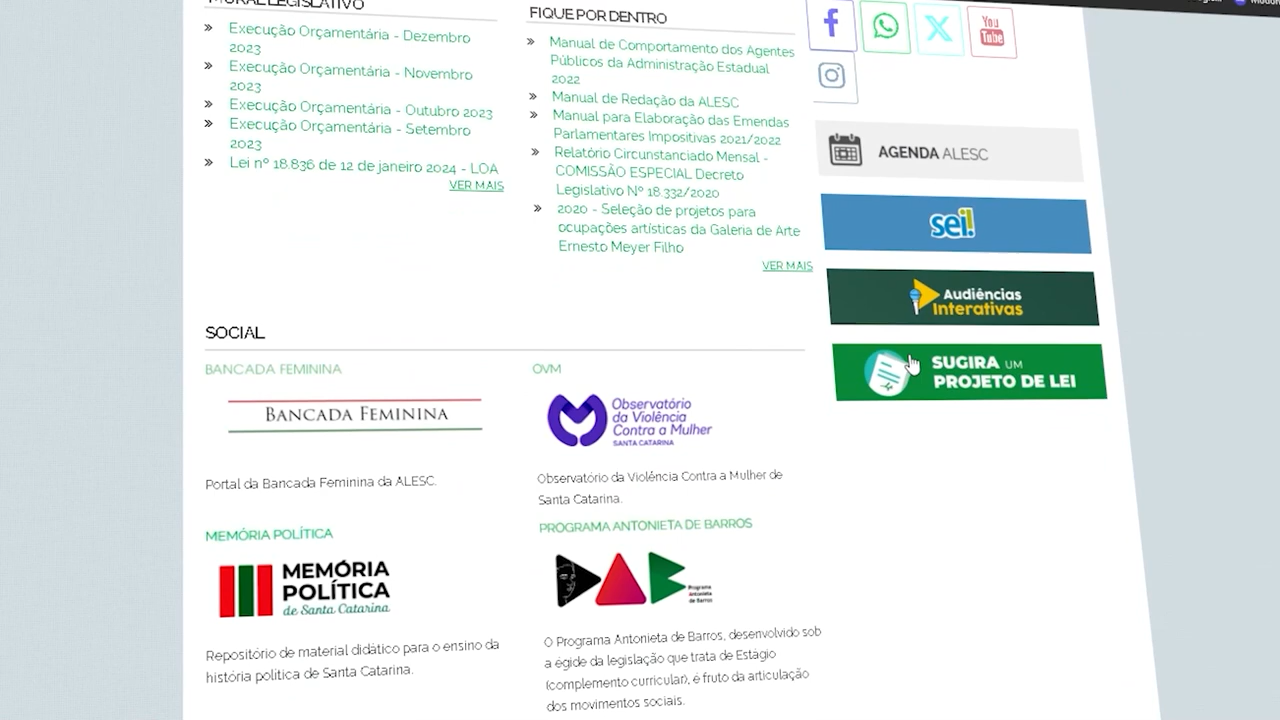 MURAL LEGISLATIVO
Execução Orçamentária - Dezembro
2023
Execução Orçamentária - Novembro
2023
Execução Orçamentária - Outubro 2023
Execução Orçamentária - Setembro
2023
Lei nº 18.836 de 12 de janeiro 2024 - LOA
VER MAIS
FIQUE POR DENTRO
Manual de Comportamento dos Agentes
Públicos da Administração Estadual
2022
Manual de Redação da ALESC
Manual para Elaboração das Emendas
Parlamentares Impositivas 2021/2022
Relatório Circunstanciado Mensal -
COMISSÃO ESPECIAL Decreto
Legislativo Nº 18.332/2020
2020 - Seleção de projetos para
ocupações artísticas da Galeria de Arte
Ernesto Meyer Filho
VER MAIS
You
Tube
AGENDA ALESC
sei!
Audiências
Interativas
SUGIRA UM
PROJETO DE LEI
SOCIAL
BANCADA FEMININA
BANCADA FEMININA
Portal da Bancada Feminina da ALESC.
OVM
Observatório
da Violência
Contra a Mulher
SANTA CATARINA
Observatório da Violência Contra a Mulher de
Santa Catarina.
MEMÓRIA POLÍTICA
MEMÓRIA
POLÍTICA
de Santa Catarina
Repositório de material didático para o ensino da
história política de Santa Catarina.
PROGRAMA ANTONIETA DE BARROS
Programa
Antonieta
de Barros
O Programa Antonieta de Barros, desenvolvido sob
a égide da legislação que trata de Estágio
(complemento curricular), é fruto da articulação
dos movimentos sociais.